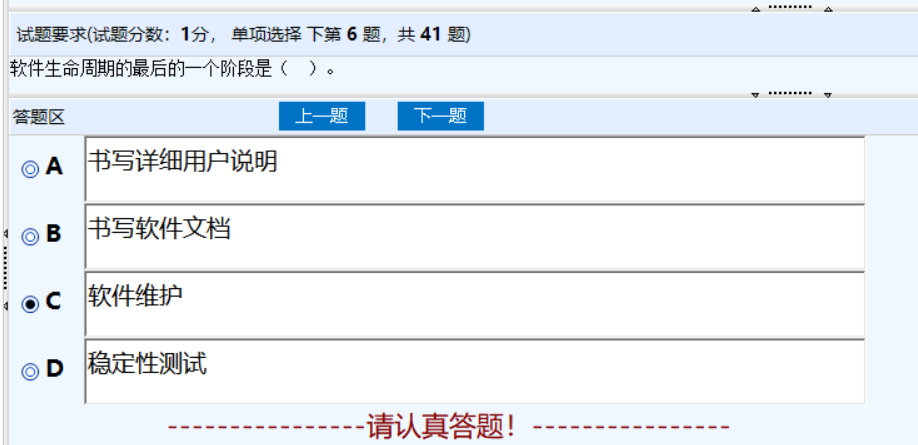 试题要求(试题分数：1分， 单项选择 下第 6 题，共 41 题)
软件生命周期的最后的一个阶段是（ ）。
答题区 上一题 下一题
A 书写详细用户说明
B 书写软件文档
C 软件维护
D 稳定性测试
----------------请认真答题！----------------